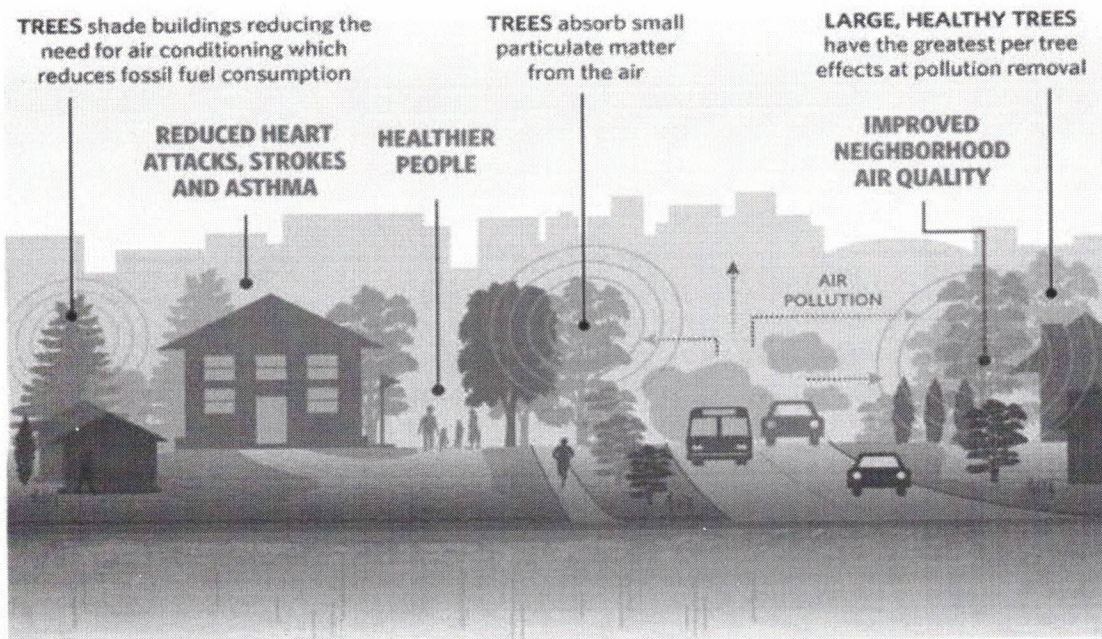 TREES shade buildings reducing the
need for air conditioning which
reduces fossil fuel consumption
TREES absorb small
particulate matter
from the air
LARGE, HEALTHY TREES
have the greatest per tree
effects at pollution removal
REDUCED HEART
ATTACKS, STROKES
AND ASTHMA
HEALTHIER
PEOPLE
IMPROVED
NEIGHBORHOOD
AIR QUALITY
AIR
POLLUTION